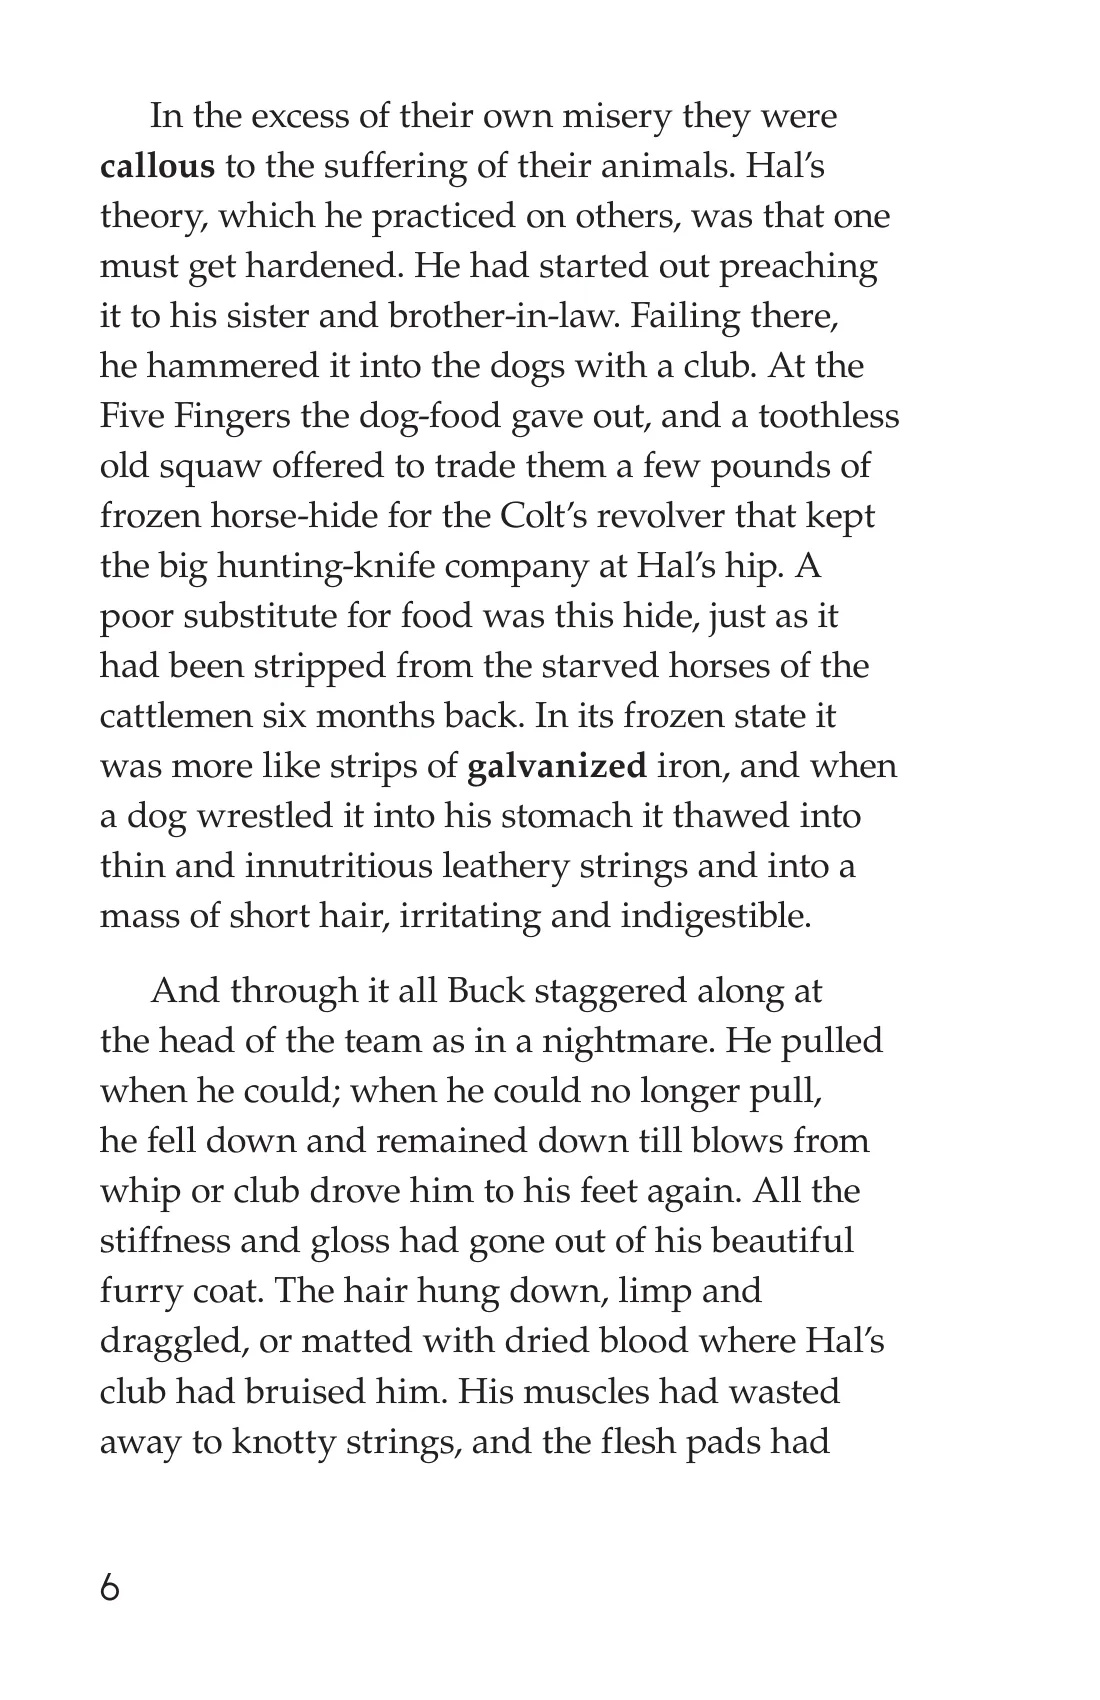 In the excess of their own misery they were
callous to the suffering of their animals. Hal’s
theory, which he practiced on others, was that one
must get hardened. He had started out preaching
it to his sister and brother-in-law. Failing there,
he hammered it into the dogs with a club. At the
Five Fingers the dog-food gave out, and a toothless
old squaw offered to trade them a few pounds of
frozen horse-hide for the Colt’s revolver that kept
the big hunting-knife company at Hal’s hip. A
poor substitute for food was this hide, just as it
had been stripped from the starved horses of the
cattlemen six months back. In its frozen state it
was more like strips of galvanized iron, and when
a dog wrestled it into his stomach it thawed into
thin and innutritious leathery strings and into a
mass of short hair, irritating and indigestible.
And through it all Buck staggered along at
the head of the team as in a nightmare. He pulled
when he could; when he could no longer pull,
he fell down and remained down till blows from
whip or club drove him to his feet again. All the
stiffness and gloss had gone out of his beautiful
furry coat. The hair hung down, limp and
draggled, or matted with dried blood where Hal’s
club had bruised him. His muscles had wasted
away to knotty strings, and the flesh pads had
6